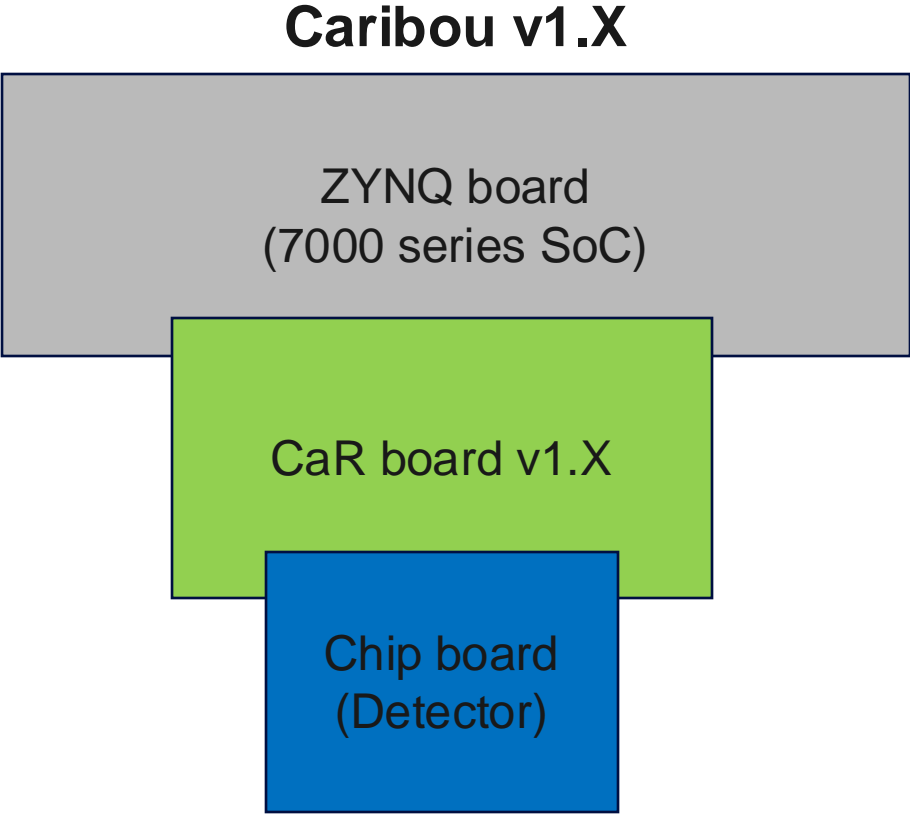 Caribou v1.X
ZYNQ board
(7000 series SoC)
CaR board v1.X
Chip board
(Detector)